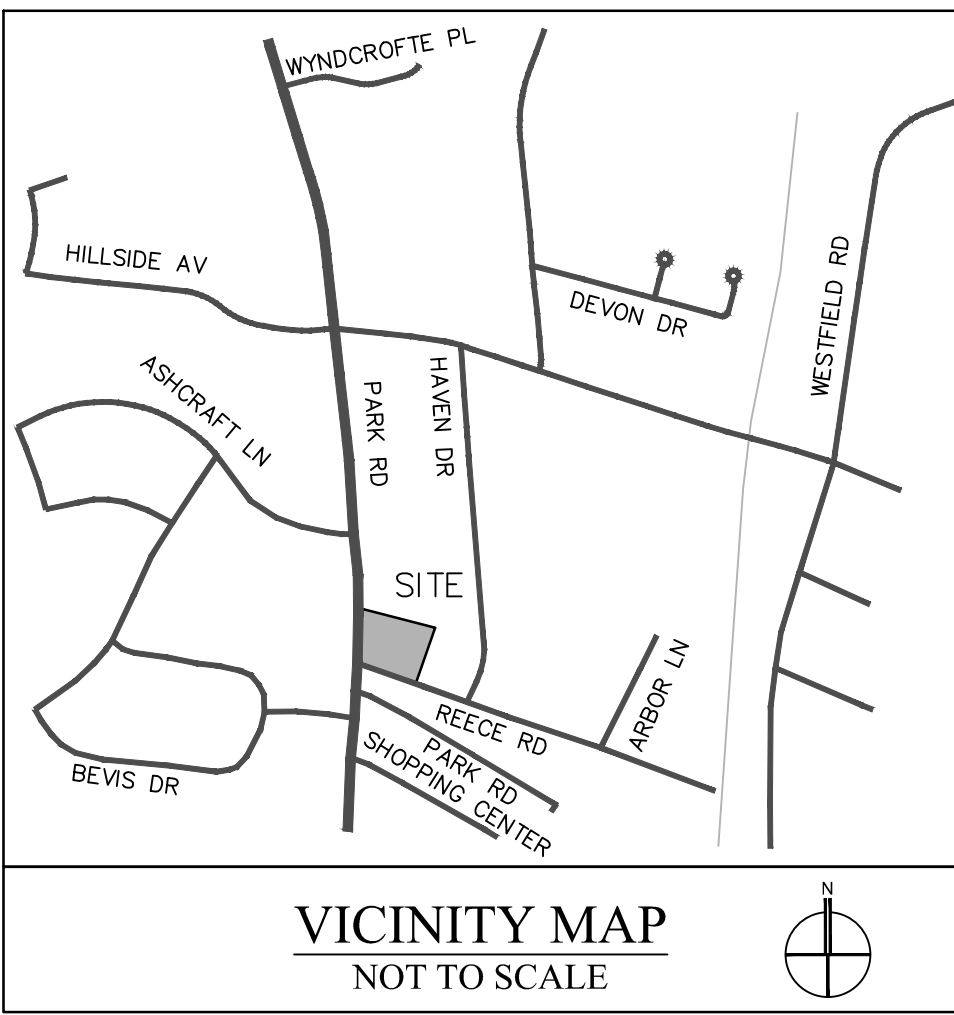 WYNDCROFTE PL
HILLSIDE AV
DEVON DR
WESTFIELD RD
ASHCRAFT LN
PARK RD
HAVEN DR
SITE
ARBOR LN
REECE RD
PARK RD
SHOPPING CENTER
BEVIS DR
VICINITY MAP
NOT TO SCALE
N